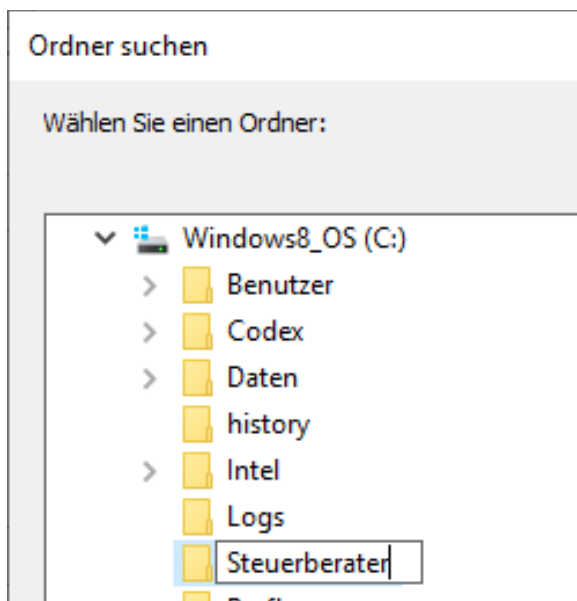 Ordner suchen
Wählen Sie einen Ordner:
Windows8_OS (C:)
Benutzer
Codex
Daten
history
Intel
Logs
Steuerberater